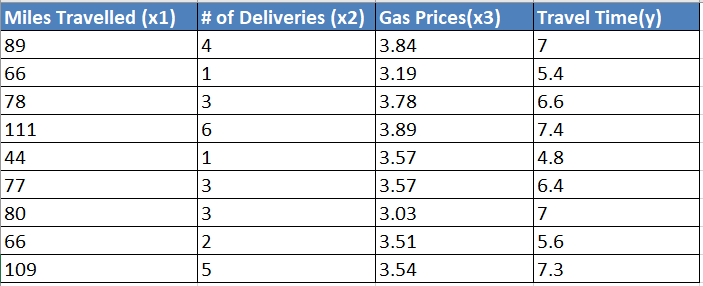 Miles Travelled (x1) # of Deliveries (x2) Gas Prices(x3) Travel Time(y)
89 4 3.84 7
66 1 3.19 5.4
78 3 3.78 6.6
111 6 3.89 7.4
44 1 3.57 4.8
77 3 3.57 6.4
80 3 3.03 7
66 2 3.51 5.6
109 5 3.54 7.3